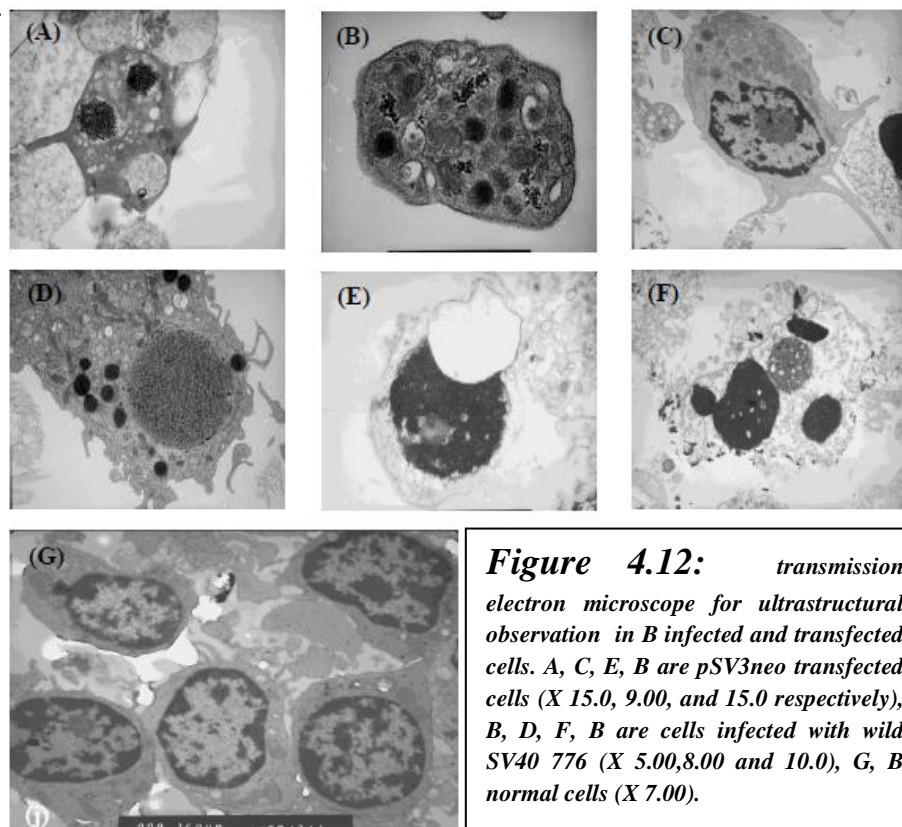 (A)
(B)
(C)
(D)
(E)
(F)
(G)
Figure 4.12: transmission
electron microscope for ultrastructural
observation in B infected and transfected
cells. A, C, E, B are pSV3neo transfected
cells (X 15.0, 9.00, and 15.0 respectively),
B, D, F, B are cells infected with wild
SV40 776 (X 5.00,8.00 and 10.0), G, B
normal cells (X 7.00).